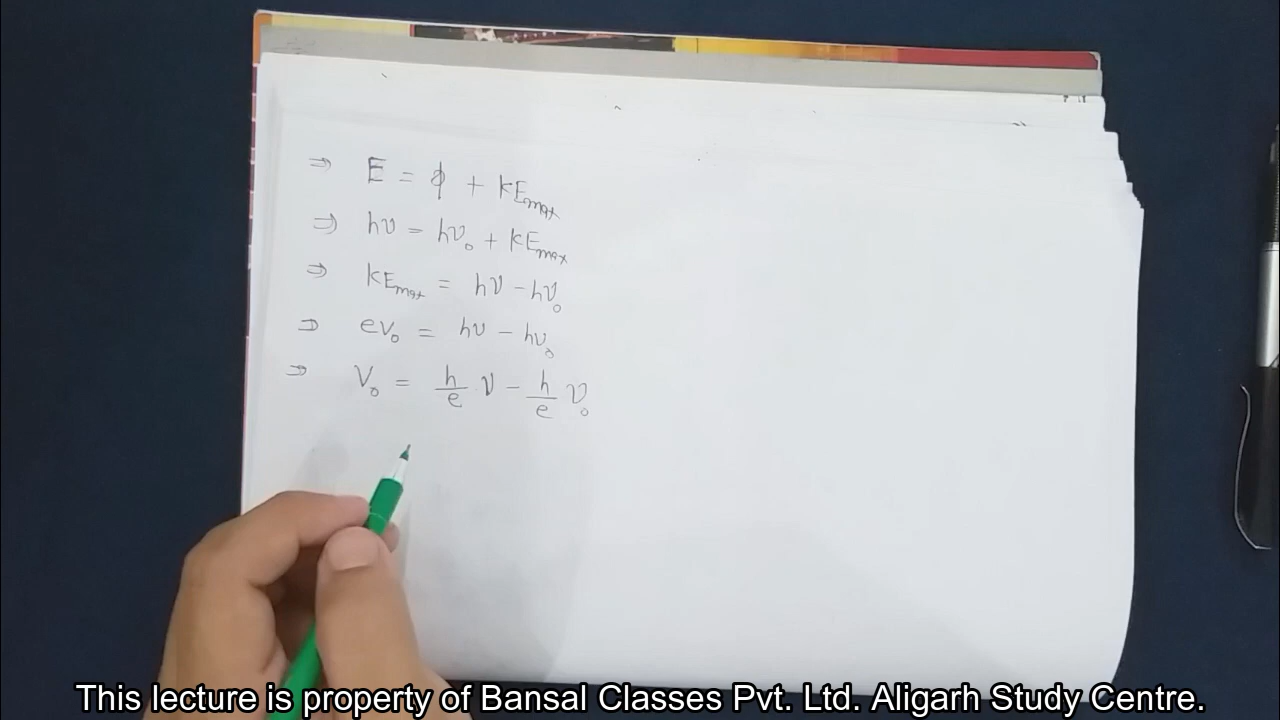 ⇒ E = ϕ + KEmax
⇒ hν = hν₀ + KEmax
⇒ KEmax = hν - hν₀
⇒ eV₀ = hν - hν₀
⇒ V₀ = h/e ν - h/e ν₀
This lecture is property of Bansal Classes Pvt. Ltd. Aligarh Study Centre.